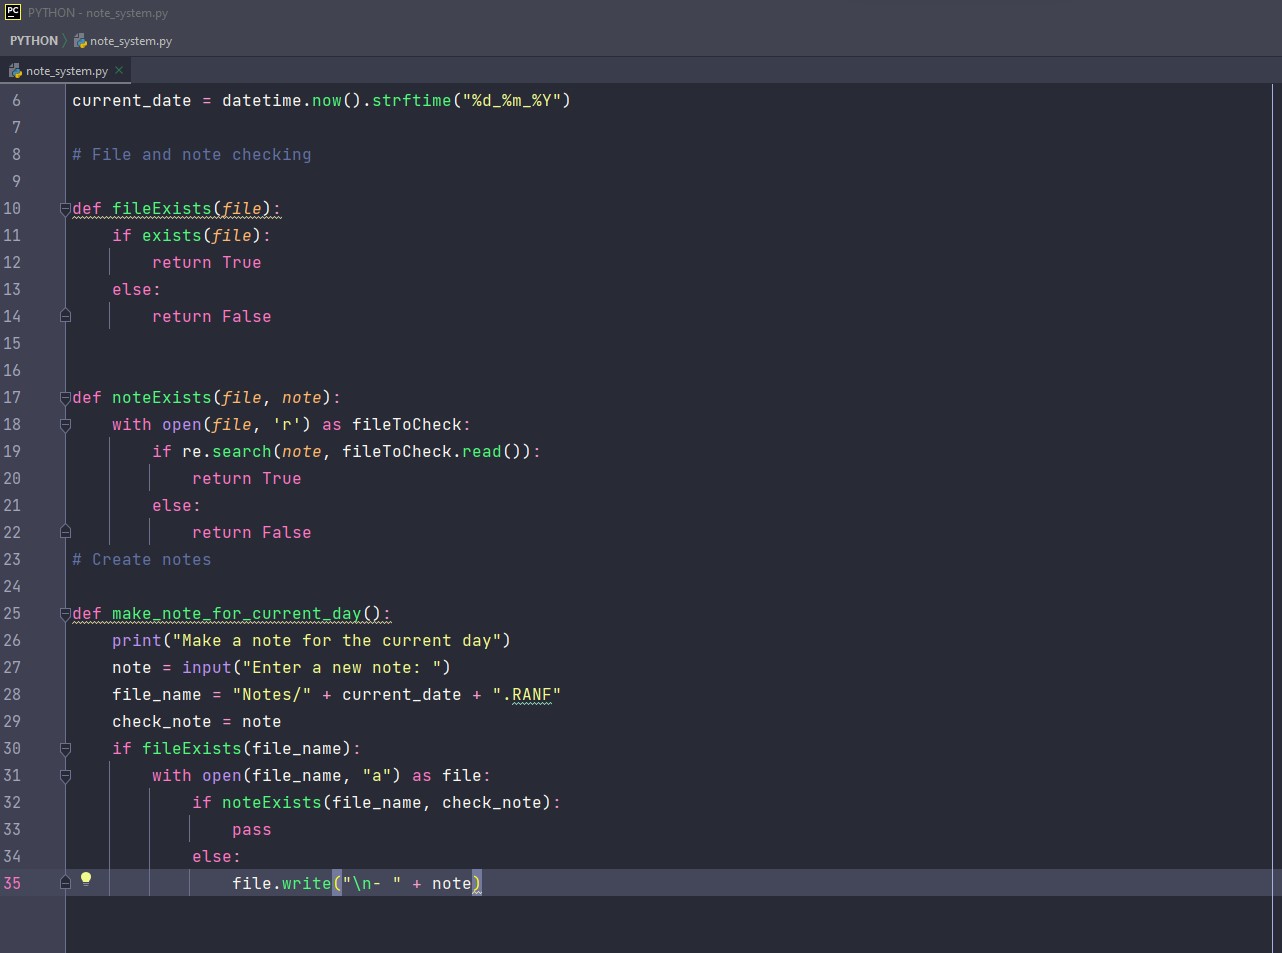 PC PYTHON - note_system.py
PYTHON note_system.py
note_system.py ×
6 current_date = datetime.now().strftime("%d_%m_%Y")
7
8 # File and note checking
9
10 def fileExists(file):
11     if exists(file):
12         return True
13     else:
14         return False
15
16
17 def noteExists(file, note):
18     with open(file, 'r') as fileToCheck:
19         if re.search(note, fileToCheck.read()):
20             return True
21         else:
22             return False
23 # Create notes
24
25 def make_note_for_current_day():
26     print("Make a note for the current day")
27     note = input("Enter a new note: ")
28     file_name = "Notes/" + current_date + ".RANF"
29     check_note = note
30     if fileExists(file_name):
31         with open(file_name, "a") as file:
32             if noteExists(file_name, check_note):
33                 pass
34             else:
35                 file.write("\n- " + note)